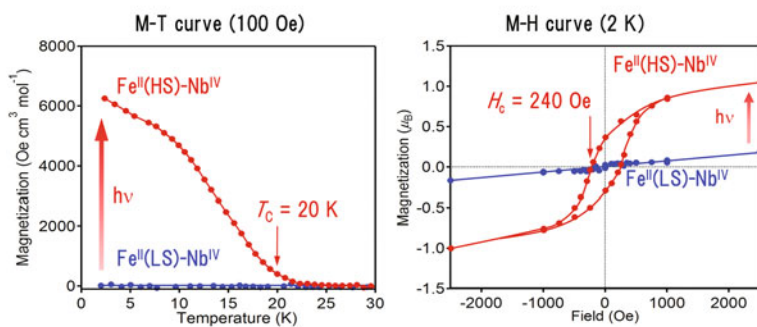 M-T curve (100 Oe)
8000
6000
4000
2000
0
Magnetization (Oe cm³ mol⁻¹)
Feᴵᴵ(HS)-Nbᴵⱽ
hν
T_C = 20 K
Feᴵᴵ(LS)-Nbᴵⱽ
0 5 10 15 20 25 30
Temperature (K)
M-H curve (2 K)
1.5
1.0
0.5
0.0
-0.5
-1.0
-1.5
Magnetization (μ_B)
Feᴵᴵ(HS)-Nbᴵⱽ
H_c = 240 Oe
hν
Feᴵᴵ(LS)-Nbᴵⱽ
-2000 -1000 0 1000 2000
Field (Oe)